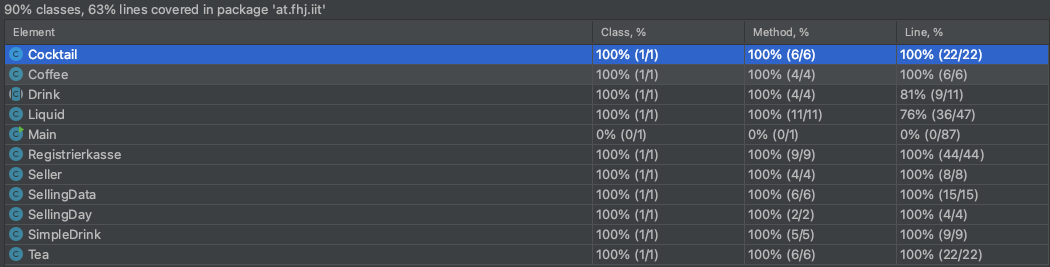 90% classes, 63% lines covered in package 'at.fhj.iit'
Element Class, % Method, % Line, %
Cocktail 100% (1/1) 100% (6/6) 100% (22/22)
Coffee 100% (1/1) 100% (4/4) 100% (6/6)
Drink 100% (1/1) 100% (4/4) 81% (9/11)
Liquid 100% (1/1) 100% (11/11) 76% (36/47)
Main 0% (0/1) 0% (0/1) 0% (0/87)
Registrierkasse 100% (1/1) 100% (9/9) 100% (44/44)
Seller 100% (1/1) 100% (4/4) 100% (8/8)
SellingData 100% (1/1) 100% (6/6) 100% (15/15)
SellingDay 100% (1/1) 100% (2/2) 100% (4/4)
SimpleDrink 100% (1/1) 100% (5/5) 100% (9/9)
Tea 100% (1/1) 100% (6/6) 100% (22/22)